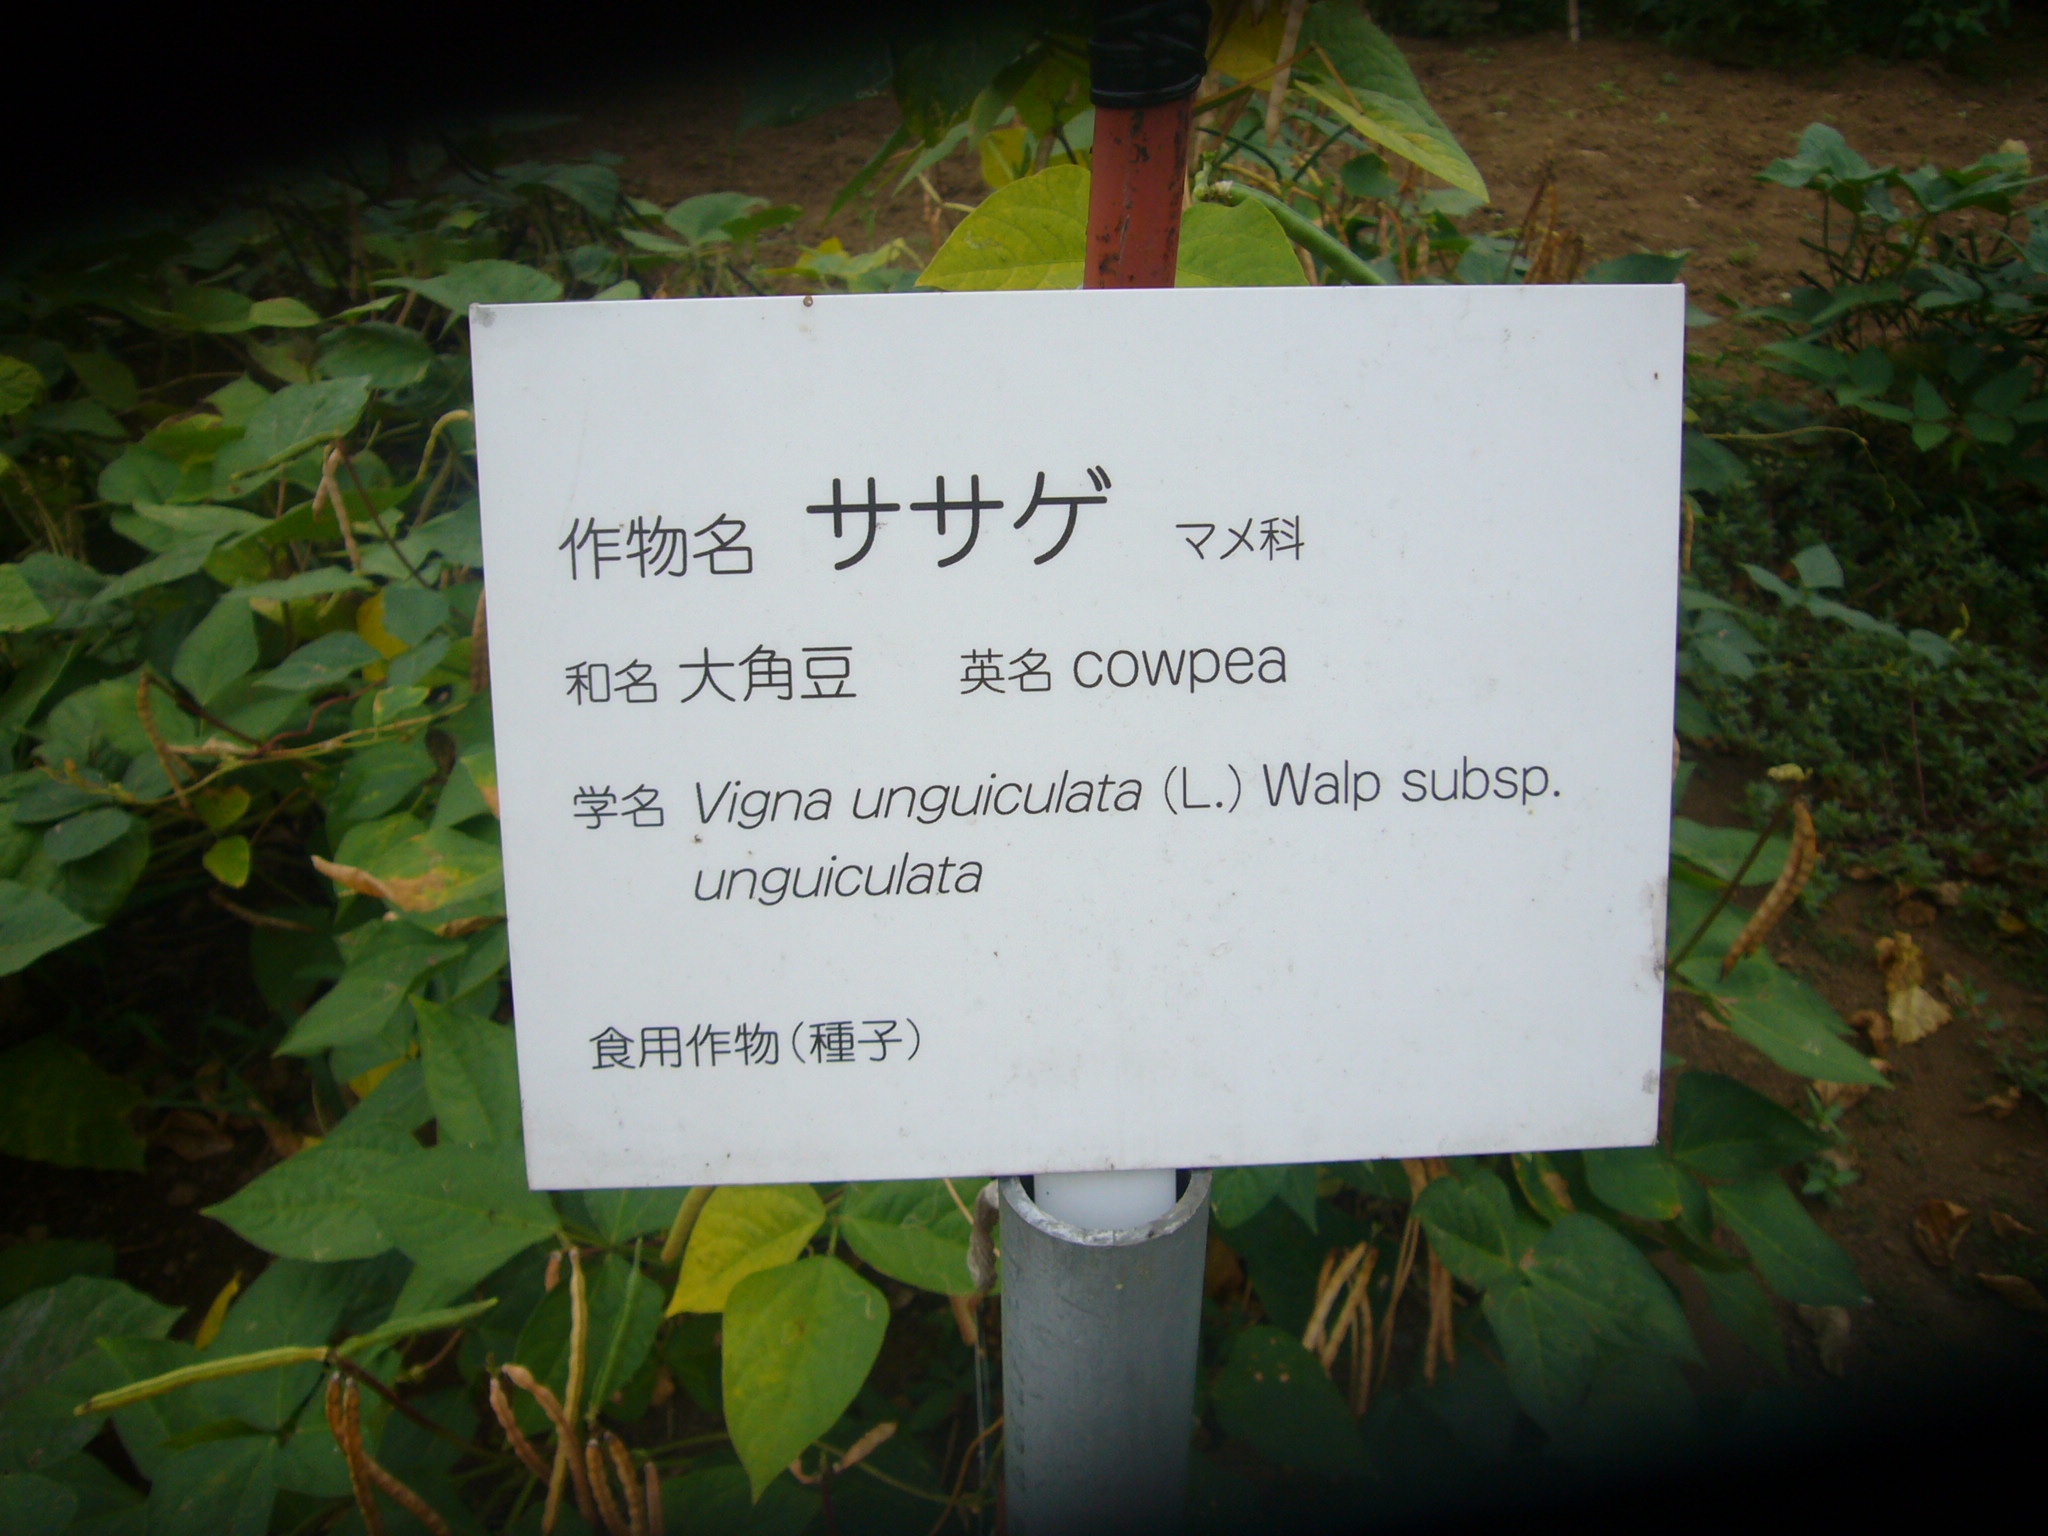 作物名 ササゲ マメ科
和名 大角豆 英名 cowpea
学名 Vigna unguiculata (L.) Walp subsp.
unguiculata
食用作物(種子)